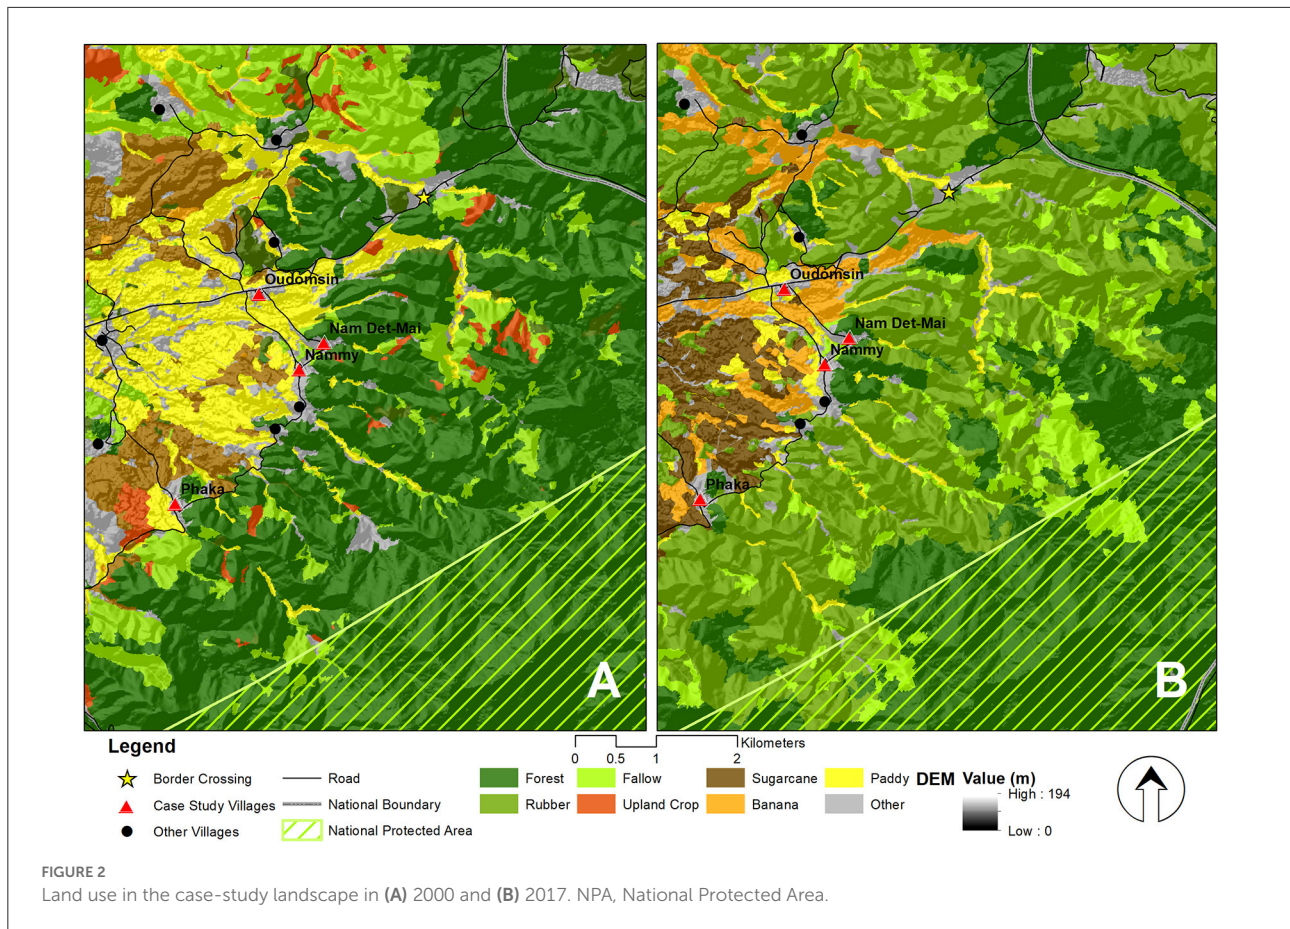 Oudomsin
Nam Det-Mai
Nammy
Phaka
A
Oudomsin
Nam Det-Mai
Nammy
Phaka
B
Legend
Border Crossing
Case Study Villages
Other Villages
Road
National Boundary
National Protected Area
0 0.5 1 2
Kilometers
Forest
Rubber
Fallow
Upland Crop
Sugarcane
Banana
Paddy
Other
DEM Value (m)
High : 194
Low : 0
FIGURE 2
Land use in the case-study landscape in (A) 2000 and (B) 2017. NPA, National Protected Area.